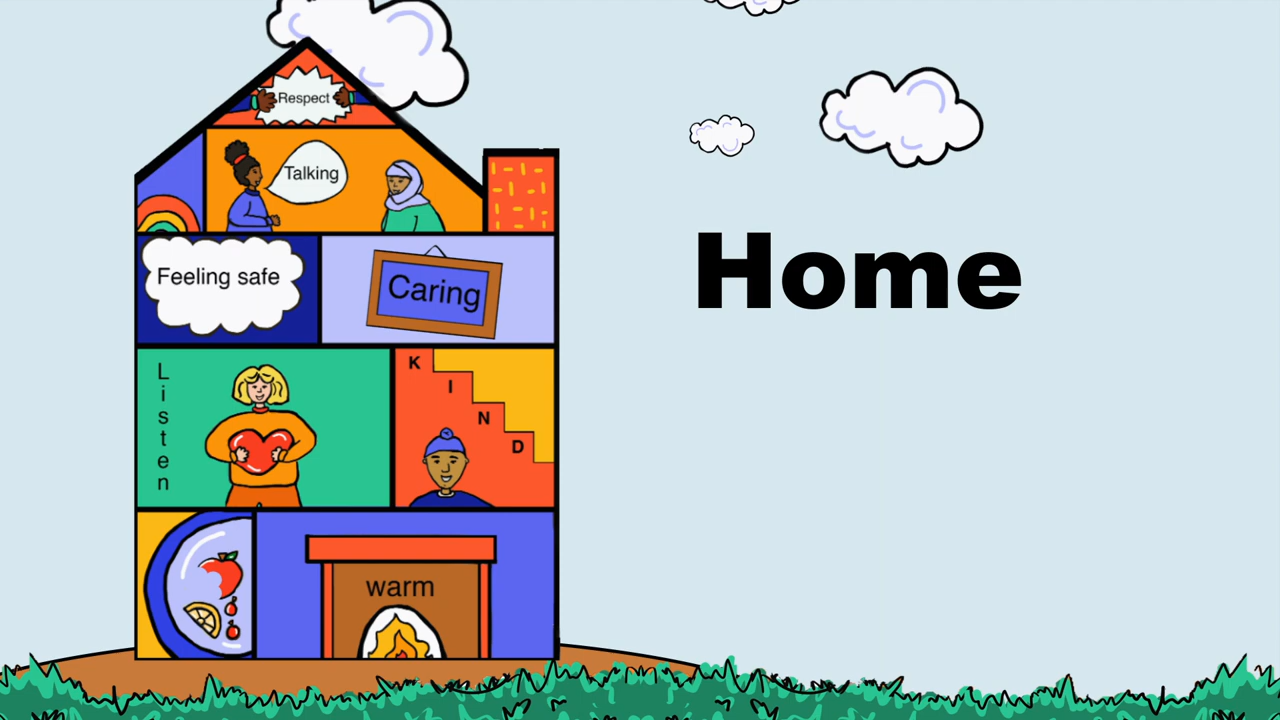 Respect
Talking
Feeling safe
Caring
Home
Listen
KIND
warm